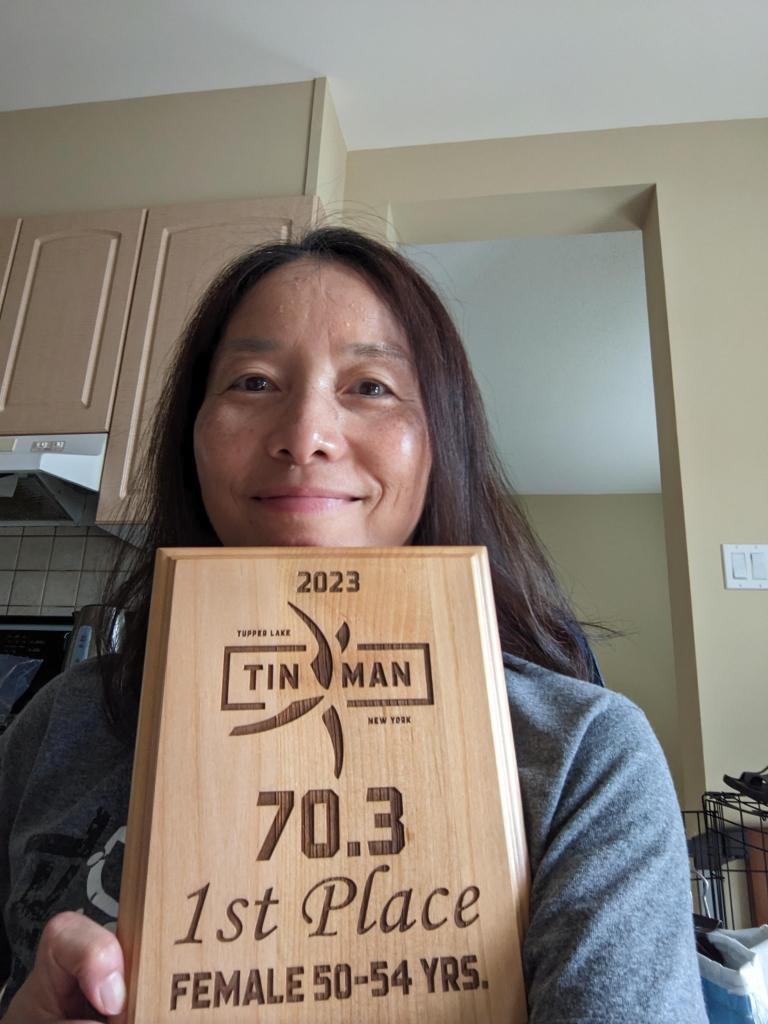 2023
TUPPER LAKE
TIN MAN
NEW YORK
70.3
1st Place
FEMALE 50-54 YRS.